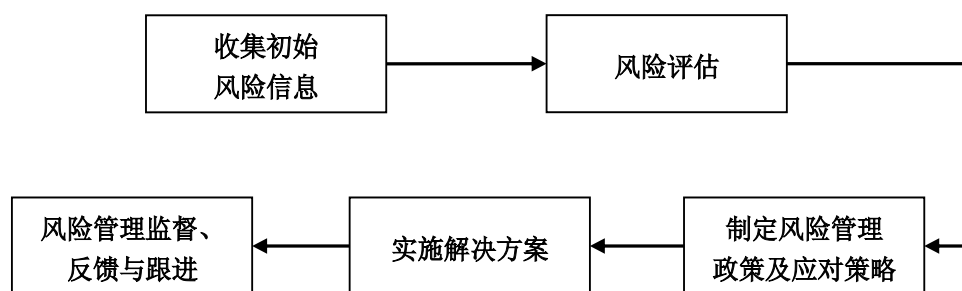 收集初始
风险信息
风险评估
制定风险管理
政策及应对策略
实施解决方案
风险管理监督、
反馈与跟进